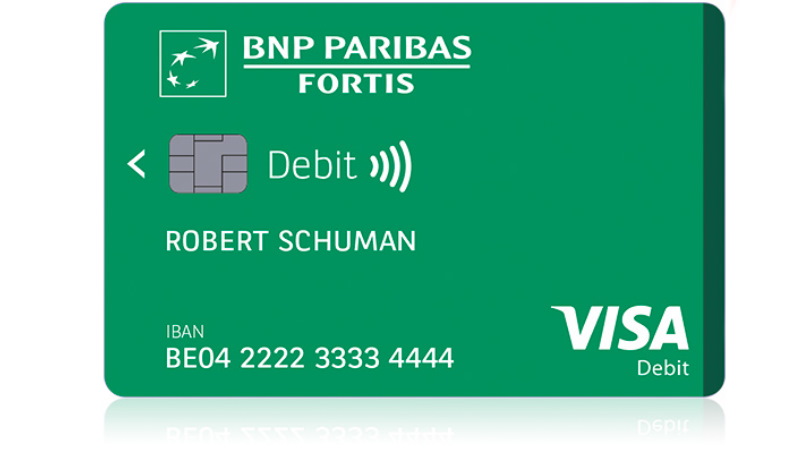 BNP PARIBAS
FORTIS
Debit
ROBERT SCHUMAN
IBAN
BE04 2222 3333 4444
VISA
Debit